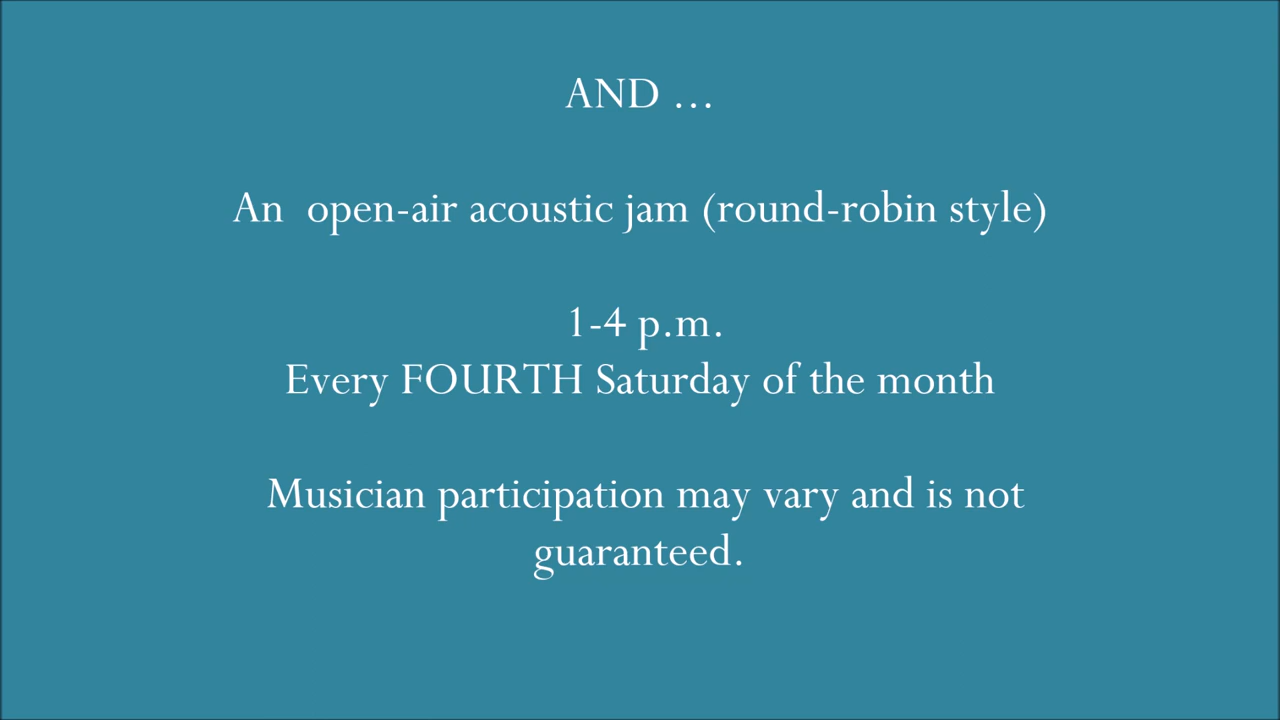 AND ...
An  open-air acoustic jam (round-robin style)
1-4 p.m.
Every FOURTH Saturday of the month
Musician participation may vary and is not
guaranteed.